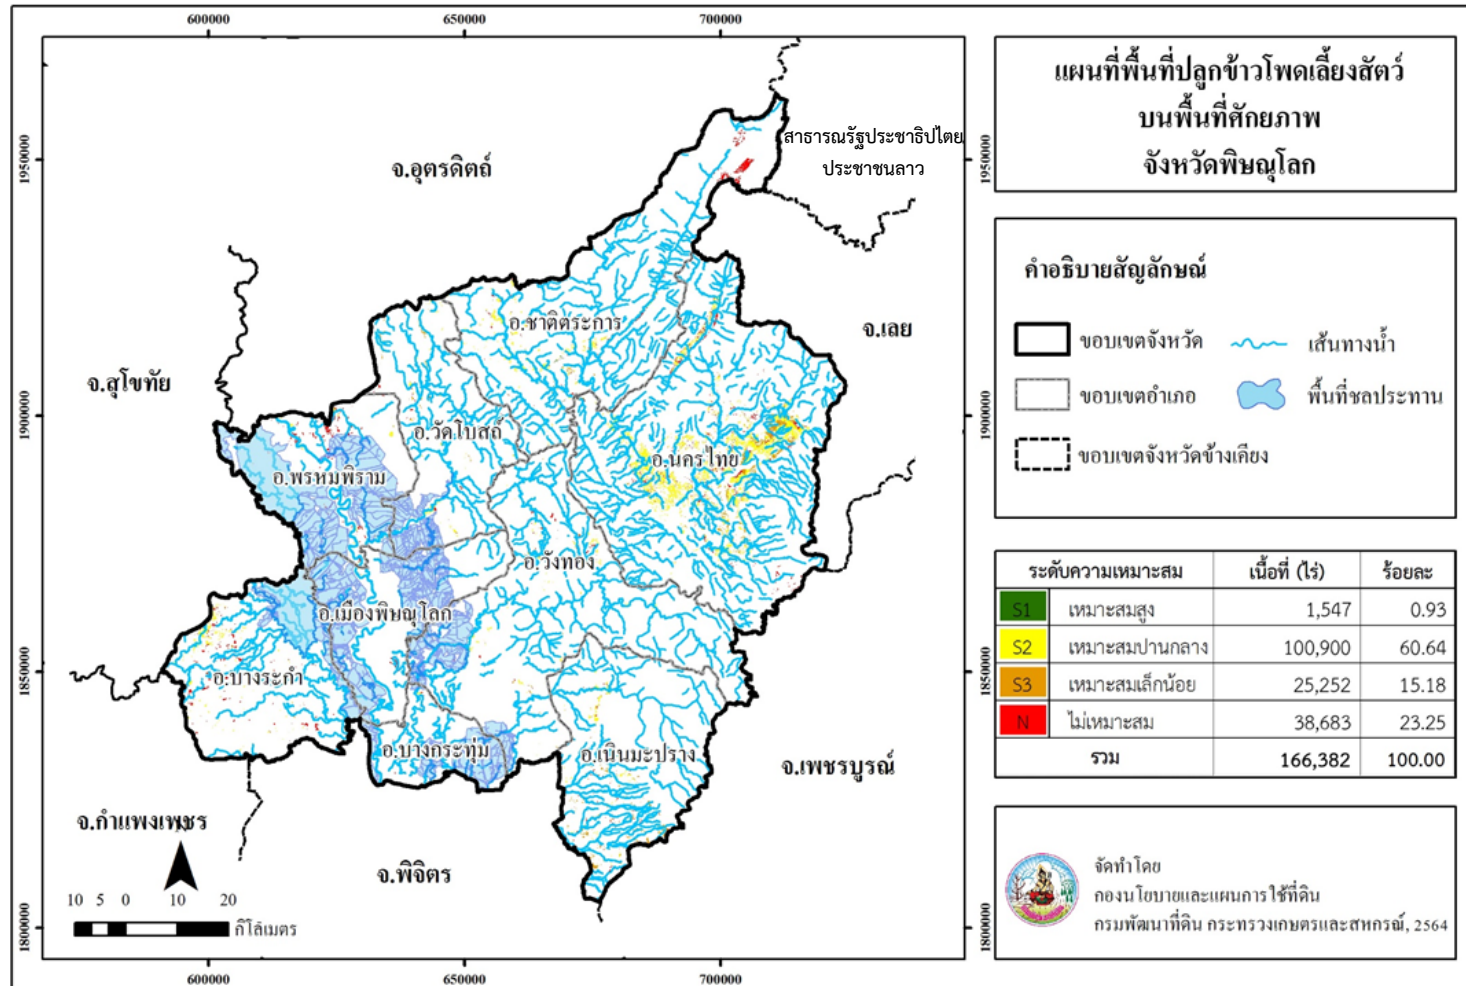 600000 650000 700000
1950000
1900000
1850000
1800000
1950000
1900000
1850000
1800000
600000 650000 700000
จ.อุตรดิตถ์
สาธารณรัฐประชาธิปไตย
ประชาชนลาว
จ.เลย
จ.สุโขทัย
อ.ชาติตระการ
อ.วัดโบสถ์
อ.นครไทย
อ.พรหมพิราม
อ.วังทอง
อ.เมืองพิษณุโลก
อ.บางระกำ
อ.บางกระทุ่ม
อ.เนินมะปราง
จ.เพชรบูรณ์
จ.กำแพงเพชร
จ.พิจิตร
10 5 0 10 20
กิโลเมตร
แผนที่พื้นที่ปลูกข้าวโพดเลี้ยงสัตว์
บนพื้นที่ศักยภาพ
จังหวัดพิษณุโลก
คำอธิบายสัญลักษณ์
ขอบเขตจังหวัด เส้นทางน้ำ
ขอบเขตอำเภอ พื้นที่ชลประทาน
ขอบเขตจังหวัดข้างเคียง
ระดับความเหมาะสม เนื้อที่ (ไร่) ร้อยละ
S1 เหมาะสมสูง 1,547 0.93
S2 เหมาะสมปานกลาง 100,900 60.64
S3 เหมาะสมเล็กน้อย 25,252 15.18
N ไม่เหมาะสม 38,683 23.25
รวม 166,382 100.00
จัดทำโดย
กองนโยบายและแผนการใช้ที่ดิน
กรมพัฒนาที่ดิน กระทรวงเกษตรและสหกรณ์, 2564